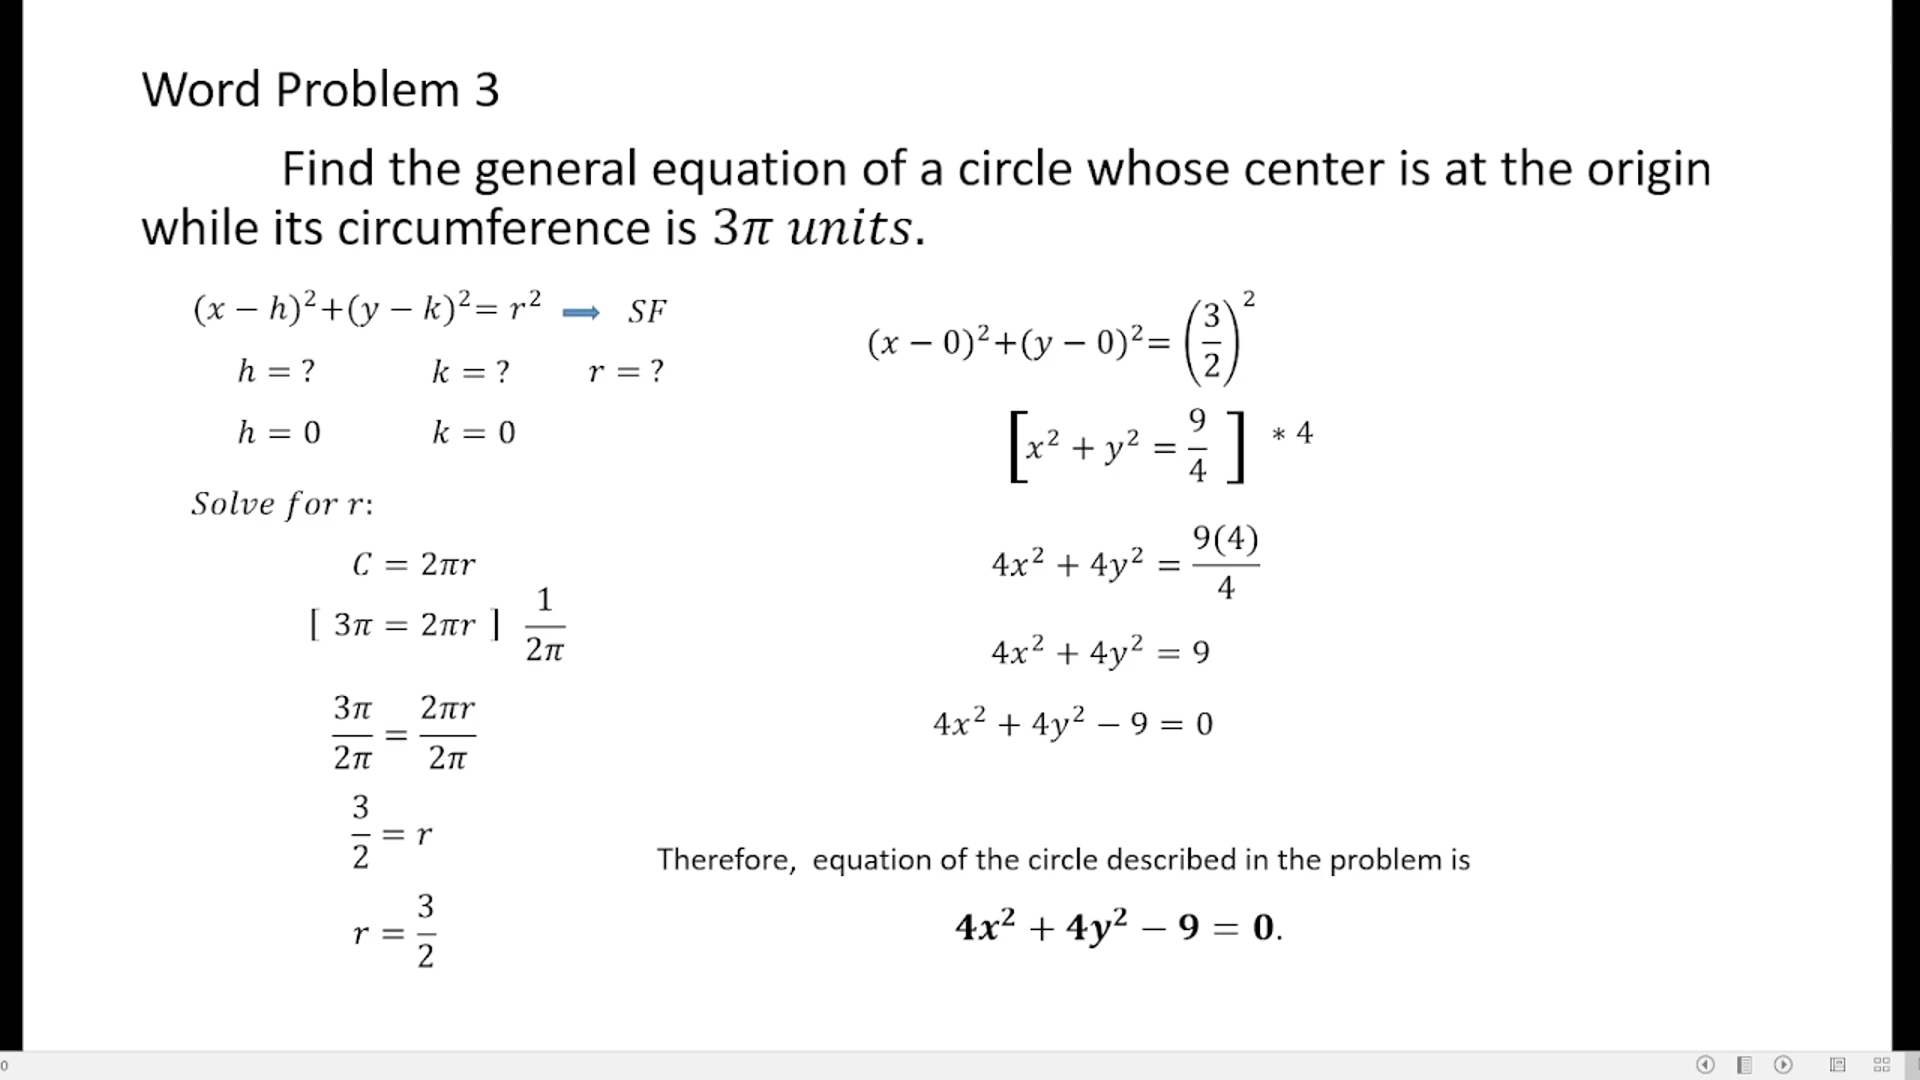 Word Problem 3
Find the general equation of a circle whose center is at the origin
while its circumference is 3π units.
(x − h)²+(y − k)²= r² ➡ SF
h = ? k = ? r = ?
h = 0 k = 0
Solve for r:
C = 2πr
[ 3π = 2πr ] 1/2π
3π/2π = 2πr/2π
3/2 = r
r = 3/2
(x − 0)²+(y − 0)²= (3/2)²
[x² + y² = 9/4 ] * 4
4x² + 4y² = 9(4)/4
4x² + 4y² = 9
4x² + 4y² − 9 = 0
Therefore, equation of the circle described in the problem is
4x² + 4y² − 9 = 0.
0